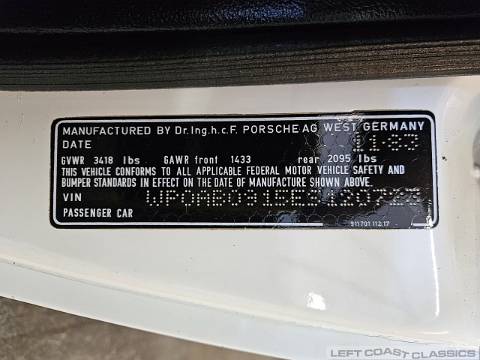 MANUFACTURED BY Dr.Ing.h.c.F. PORSCHE AG WEST GERMANY
DATE 11-83
GVWR 3418 lbs GAWR front 1433 rear 2095 lbs
THIS VEHICLE CONFORMS TO ALL APPLICABLE FEDERAL MOTOR VEHICLE SAFETY AND
BUMPER STANDARDS IN EFFECT ON THE DATE OF MANUFACTURE SHOWN ABOVE.
VIN WP0AB0915ES120723
PASSENGER CAR
911 701 112.17
LEFT COAST CLASSICS